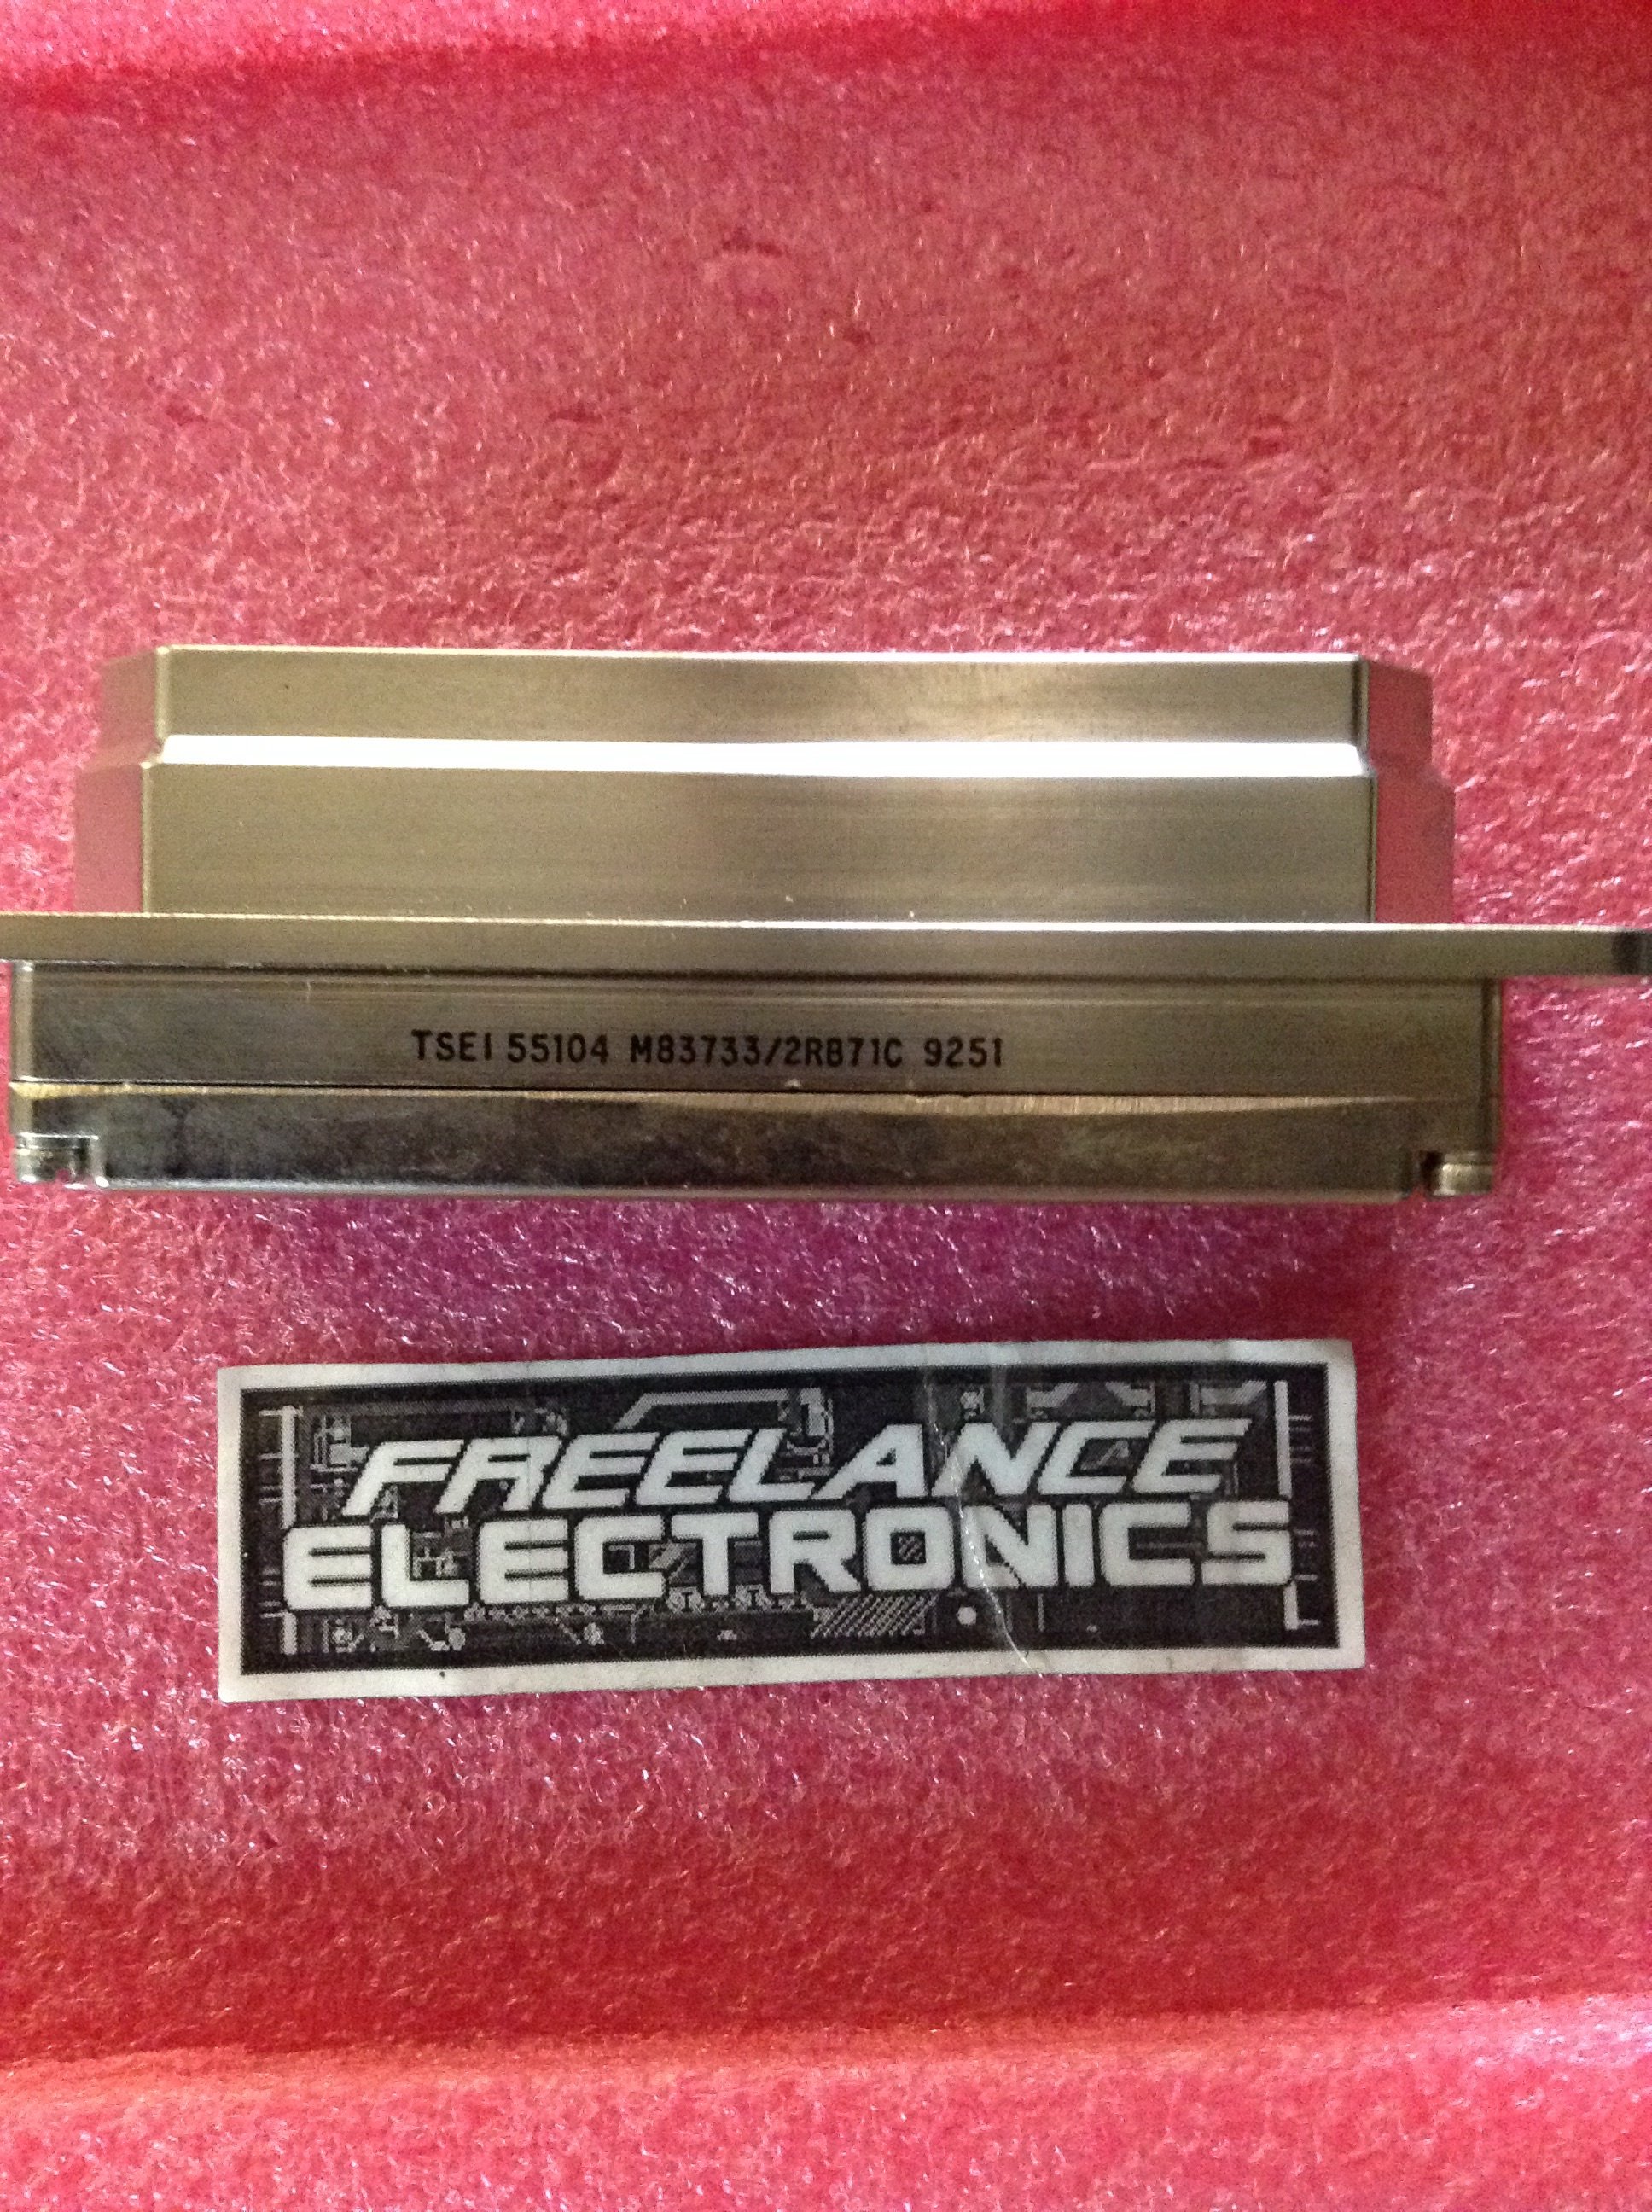 TSEI 55104 M83733/2RB71C 9251
FREELANCE
ELECTRONICS